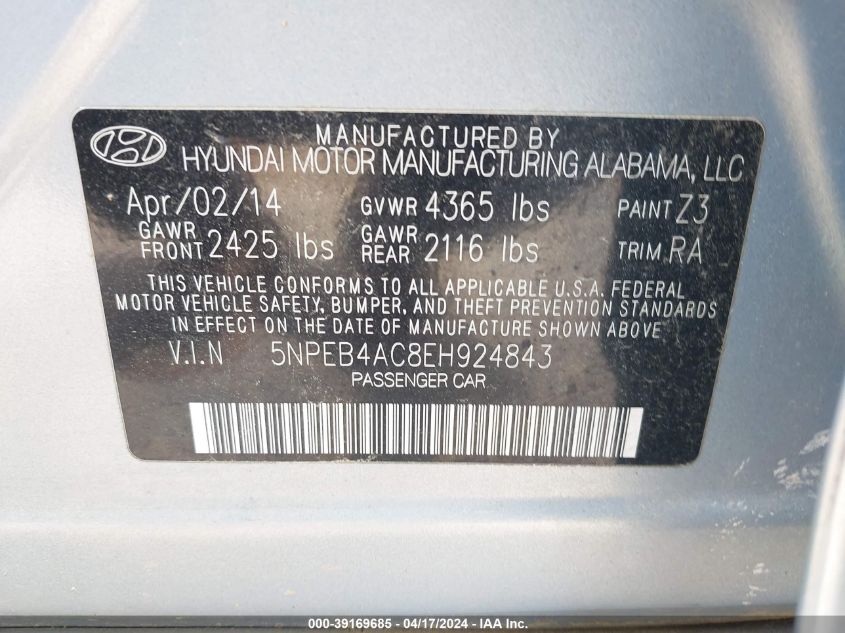 MANUFACTURED BY
HYUNDAI MOTOR MANUFACTURING ALABAMA, LLC
Apr/02/14 GVWR 4365 lbs PAINT Z3
GAWR FRONT 2425 lbs GAWR REAR 2116 lbs TRIM RA
THIS VEHICLE CONFORMS TO ALL APPLICABLE U.S.A. FEDERAL
MOTOR VEHICLE SAFETY, BUMPER, AND THEFT PREVENTION STANDARDS
IN EFFECT ON THE DATE OF MANUFACTURE SHOWN ABOVE
V.I.N 5NPEB4AC8EH924843
PASSENGER CAR
000-39169685 - 04/17/2024 - IAA Inc.